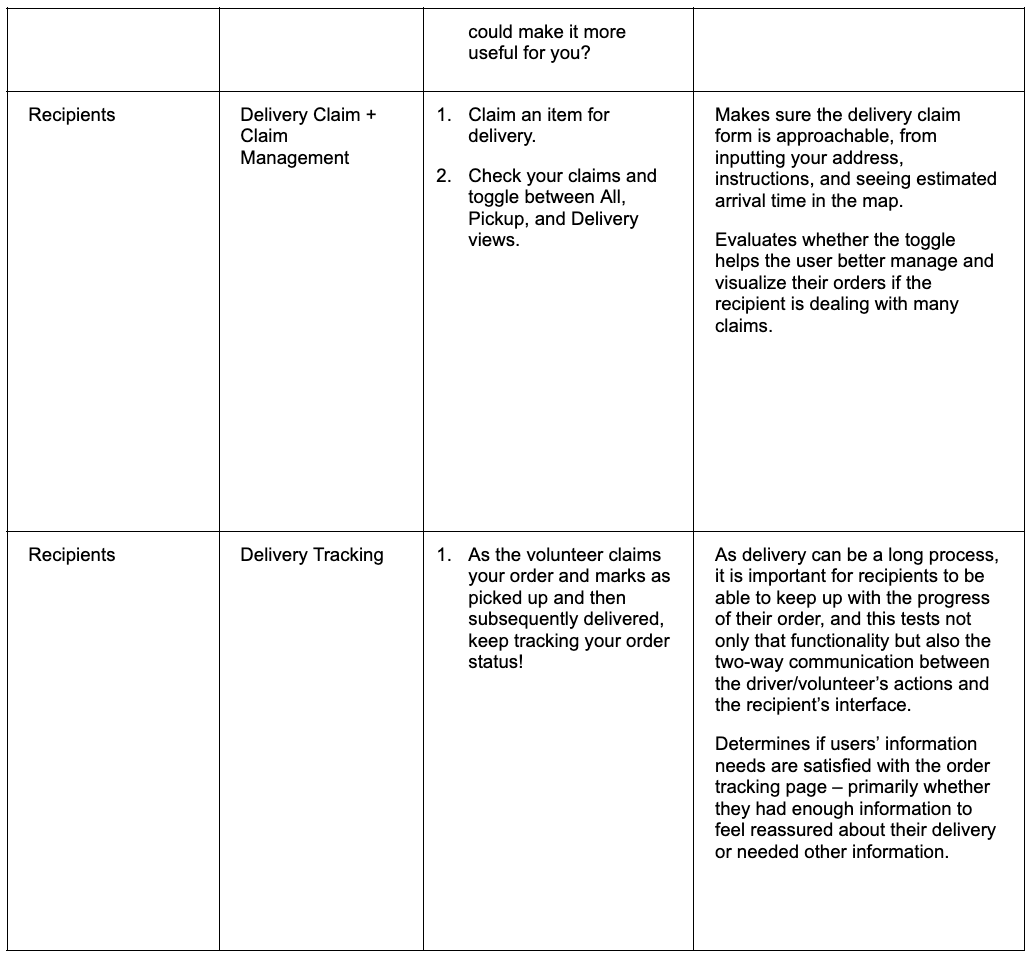 could make it more
useful for you?
Recipients
Delivery Claim +
Claim
Management
1. Claim an item for
delivery.
2. Check your claims and
toggle between All,
Pickup, and Delivery
views.
Makes sure the delivery claim
form is approachable, from
inputting your address,
instructions, and seeing estimated
arrival time in the map.
Evaluates whether the toggle
helps the user better manage and
visualize their orders if the
recipient is dealing with many
claims.
Recipients
Delivery Tracking
1. As the volunteer claims
your order and marks as
picked up and then
subsequently delivered,
keep tracking your order
status!
As delivery can be a long process,
it is important for recipients to be
able to keep up with the progress
of their order, and this tests not
only that functionality but also the
two-way communication between
the driver/volunteer’s actions and
the recipient’s interface.
Determines if users’ information
needs are satisfied with the order
tracking page – primarily whether
they had enough information to
feel reassured about their delivery
or needed other information.